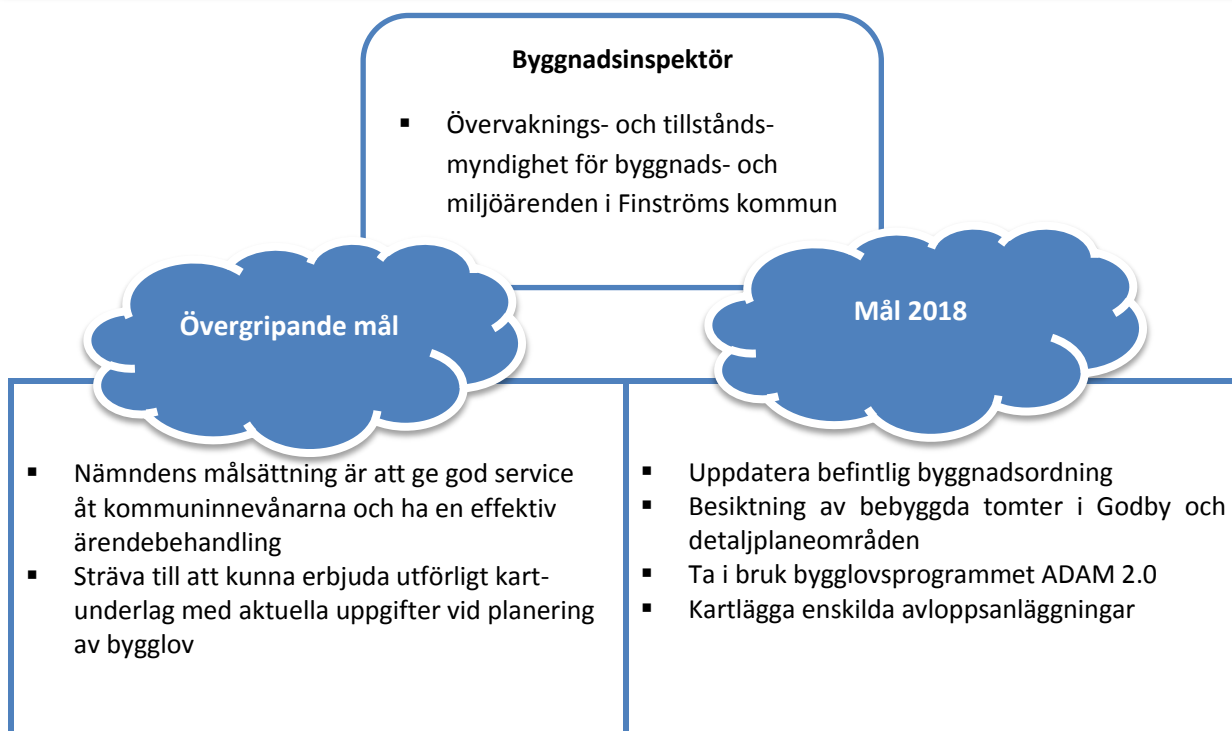 Byggnadsinspektör
▪ Övervaknings- och tillstånds-
myndighet för byggnads- och
miljöärenden i Finströms kommun
Övergripande mål
▪ Nämndens målsättning är att ge god service
åt kommuninnevånarna och ha en effektiv
ärendebehandling
▪ Sträva till att kunna erbjuda utförligt kart-
underlag med aktuella uppgifter vid planering
av bygglov
Mål 2018
▪ Uppdatera befintlig byggnadsordning
▪ Besiktning av bebyggda tomter i Godby och
detaljplaneområden
▪ Ta i bruk bygglovsprogrammet ADAM 2.0
▪ Kartlägga enskilda avloppsanläggningar